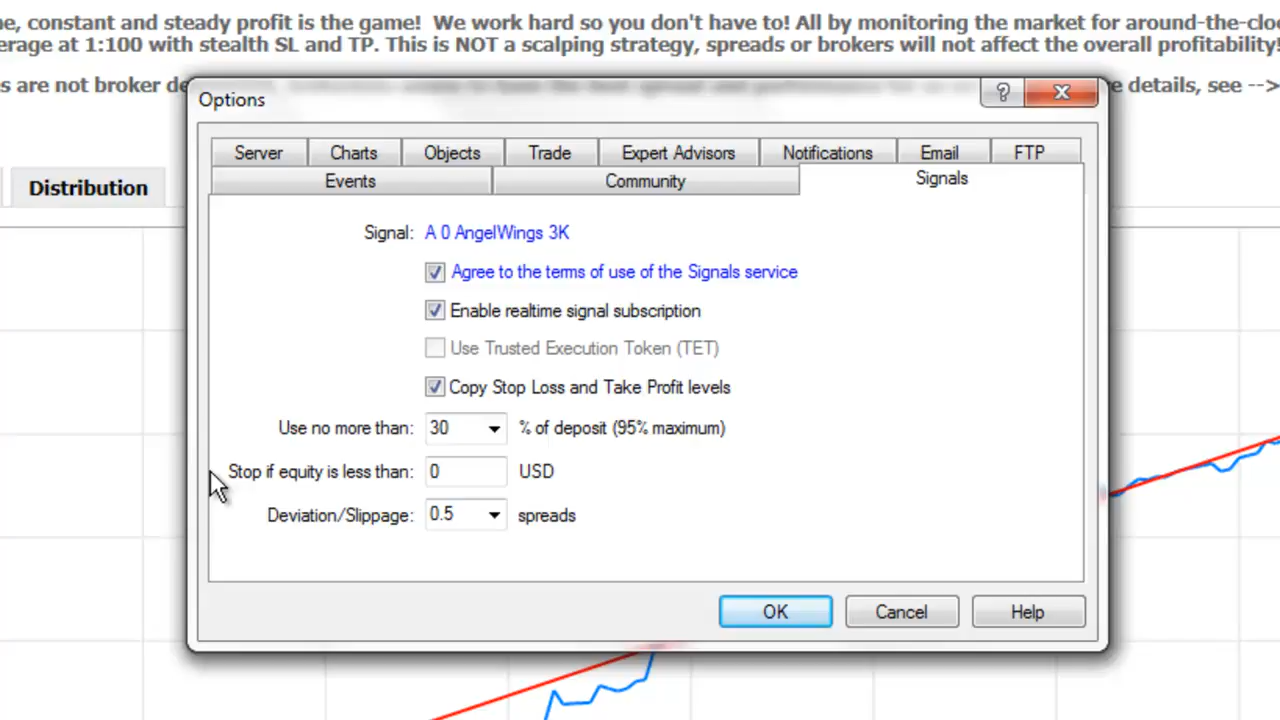 e, constant and steady profit is the game! We work hard so you don't have to! All by monitoring the market for around-the-clo
erage at 1:100 with stealth SL and TP. This is NOT a scalping strategy, spreads or brokers will not affect the overall profitability!
s are not broker de
e details, see -->
Options
Server Charts Objects Trade Expert Advisors Notifications Email FTP
Events Community Signals
Distribution
Signal: A 0 AngelWings 3K
Agree to the terms of use of the Signals service
Enable realtime signal subscription
Use Trusted Execution Token (TET)
Copy Stop Loss and Take Profit levels
Use no more than: 30 % of deposit (95% maximum)
Stop if equity is less than: 0 USD
Deviation/Slippage: 0.5 spreads
OK Cancel Help